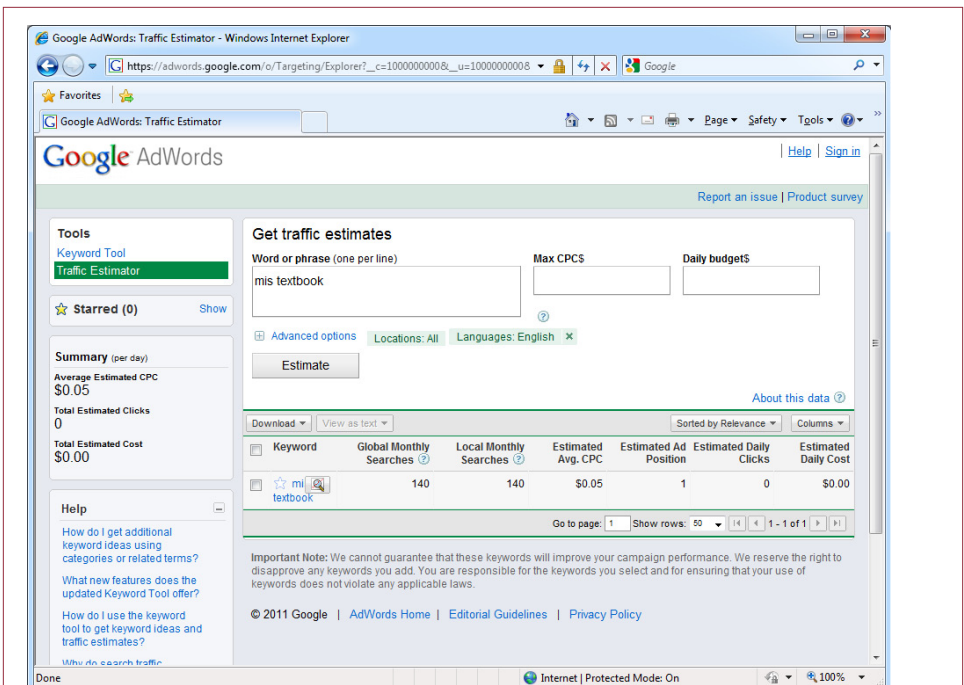 Google AdWords: Traffic Estimator - Windows Internet Explorer
https://adwords.google.com/o/Targeting/Explorer?__c=1000000000&__u=1000000000&
Google
Favorites
Google AdWords: Traffic Estimator
Page Safety Tools
Google AdWords
Help | Sign in
Report an issue | Product survey
Tools
Keyword Tool
Traffic Estimator
Starred (0) Show
Summary (per day)
Average Estimated CPC
$0.05
Total Estimated Clicks
0
Total Estimated Cost
$0.00
Help
How do I get additional
keyword ideas using
categories or related terms?
What new features does the
updated Keyword Tool offer?
How do I use the keyword
tool to get keyword ideas and
traffic estimates?
Why do search traffic
Get traffic estimates
Word or phrase (one per line) Max CPC$ Daily budget$
mis textbook
Advanced options Locations: All Languages: English ×
Estimate
About this data
Download View as text Sorted by Relevance Columns
Keyword Global Monthly Local Monthly Estimated Estimated Ad Estimated Daily Estimated
Searches Searches Avg. CPC Position Clicks Daily Cost
mi 140 140 $0.05 1 0 $0.00
textbook
Go to page: 1 Show rows: 50 1 - 1 of 1
Important Note: We cannot guarantee that these keywords will improve your campaign performance. We reserve the right to
disapprove any keywords you add. You are responsible for the keywords you select and for ensuring that your use of
keywords does not violate any applicable laws.
© 2011 Google | AdWords Home | Editorial Guidelines | Privacy Policy
Done Internet | Protected Mode: On 100%